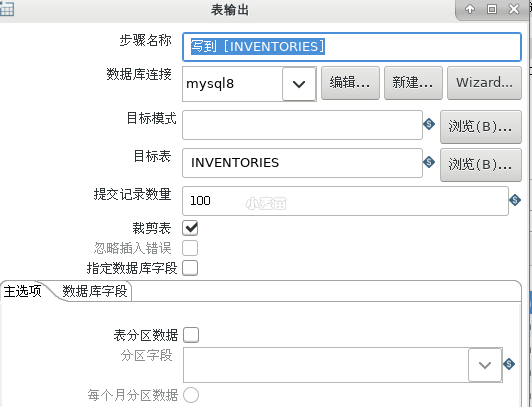 表输出
步骤名称 写到 [INVENTORIES]
数据库连接 mysql8 编辑... 新建... Wizard...
目标模式 浏览(B)...
目标表 INVENTORIES 浏览(B)...
提交记录数量 100
裁剪表
忽略插入错误
指定数据库字段
主选项 数据库字段
表分区数据
分区字段
每个月分区数据